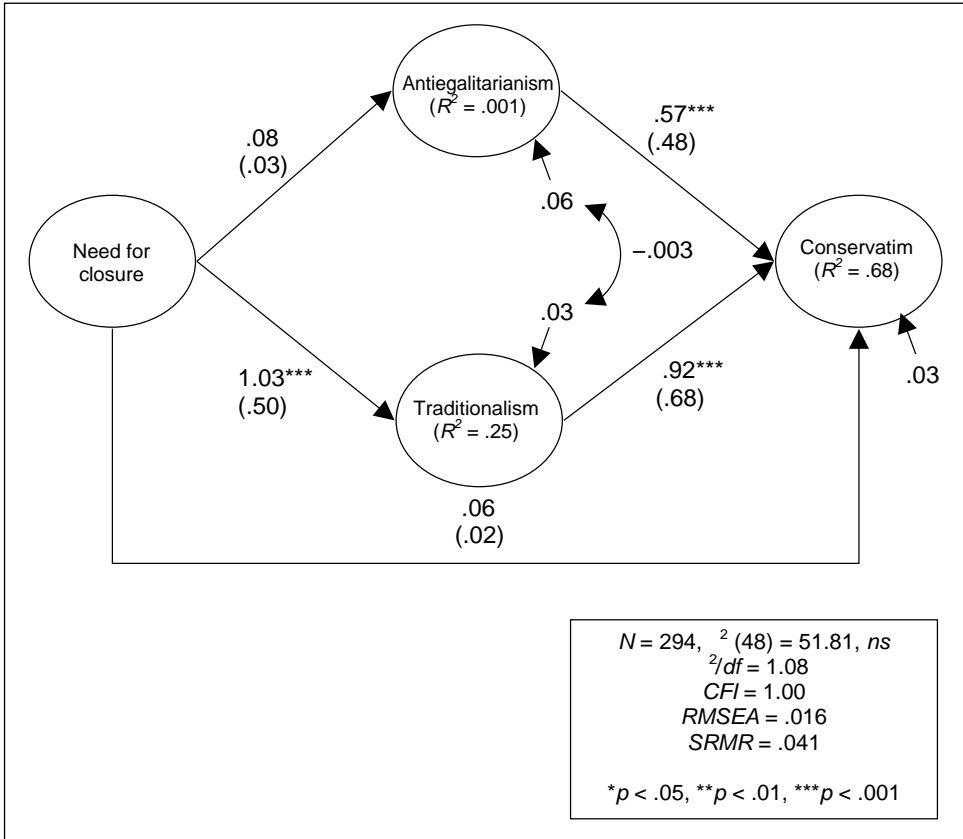 Antiegalitarianism
(R² = .001)
.57***
(.48)
.08
(.03)
.06
Need for
closure
–.003
Conservatim
(R² = .68)
.03
1.03***
(.50)
Traditionalism
(R² = .25)
.92***
(.68)
.03
.06
(.02)
N = 294, ² (48) = 51.81, ns
²/df = 1.08
CFI = 1.00
RMSEA = .016
SRMR = .041
*p < .05, **p < .01, ***p < .001